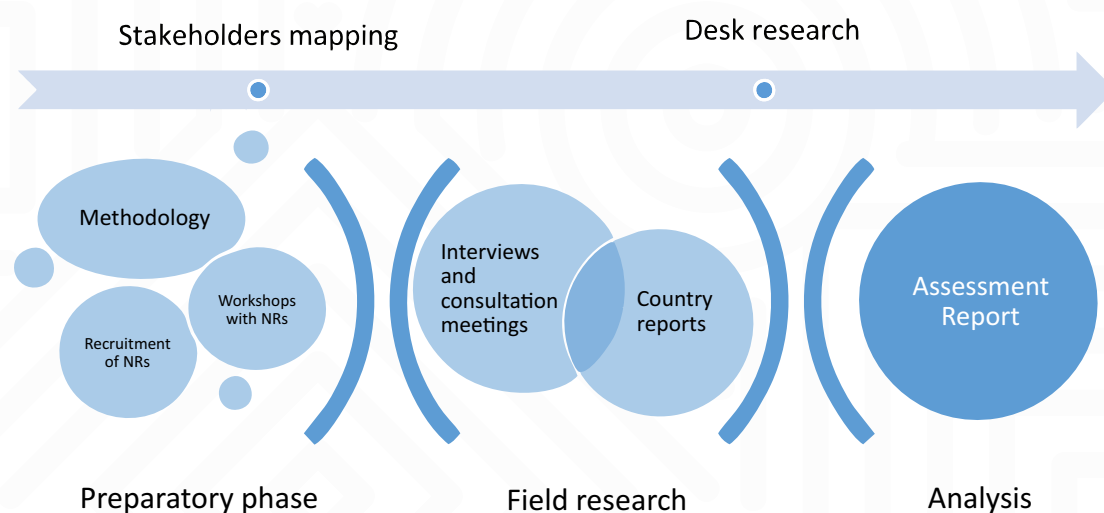 Stakeholders mapping
Desk research
Methodology
Workshops
with NRs
Recruitment
of NRs
Interviews
and
consultation
meetings
Country
reports
Assessment
Report
Preparatory phase
Field research
Analysis